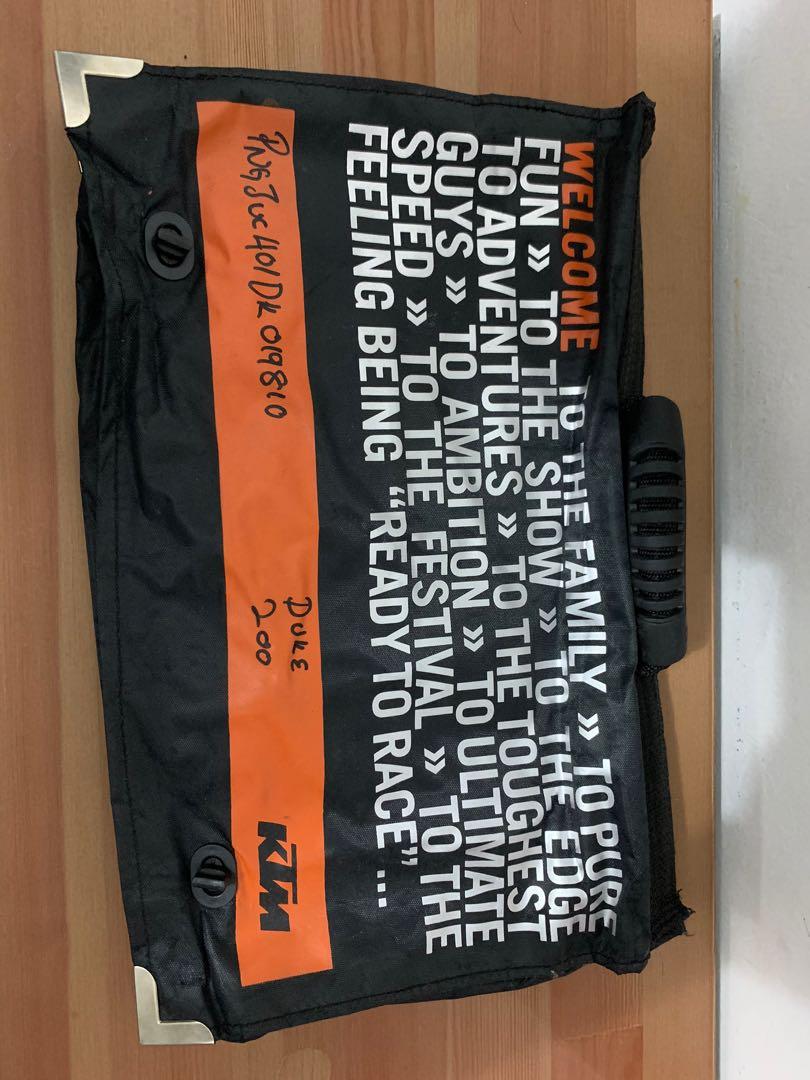 WELCOME TO THE FAMILY » TO PURE
FUN » TO THE SHOW » TO THE EDGE
TO ADVENTURES » TO THE TOUGHEST
GUYS » TO AMBITION » TO ULTIMATE
SPEED » TO THE FESTIVAL » TO THE
FEELING BEING “READY TO RACE”...
DUKE
PNGJUC401DK019810 200
KTM